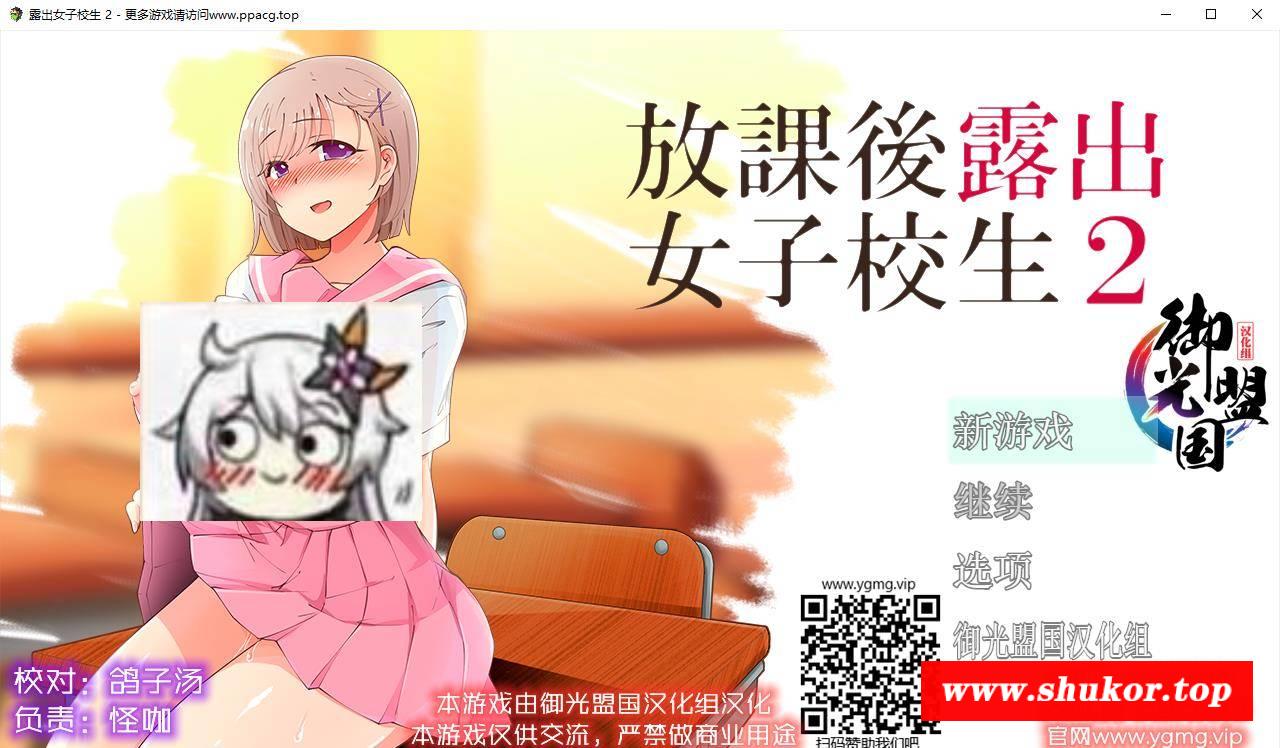 露出女子校生 2 - 更多游戏请访问www.ppacg.top
放課後露出
女子校生2
汉化组
御光盟国
新游戏
继续
选项
御光盟国汉化组
www.ygmg.vip
扫码赞助我们吧
www.shukor.top
校对：鸽子汤
负责：怪咖
本游戏由御光盟国汉化组汉化
本游戏仅供交流，严禁做商业用途
官网www.ygmg.vip